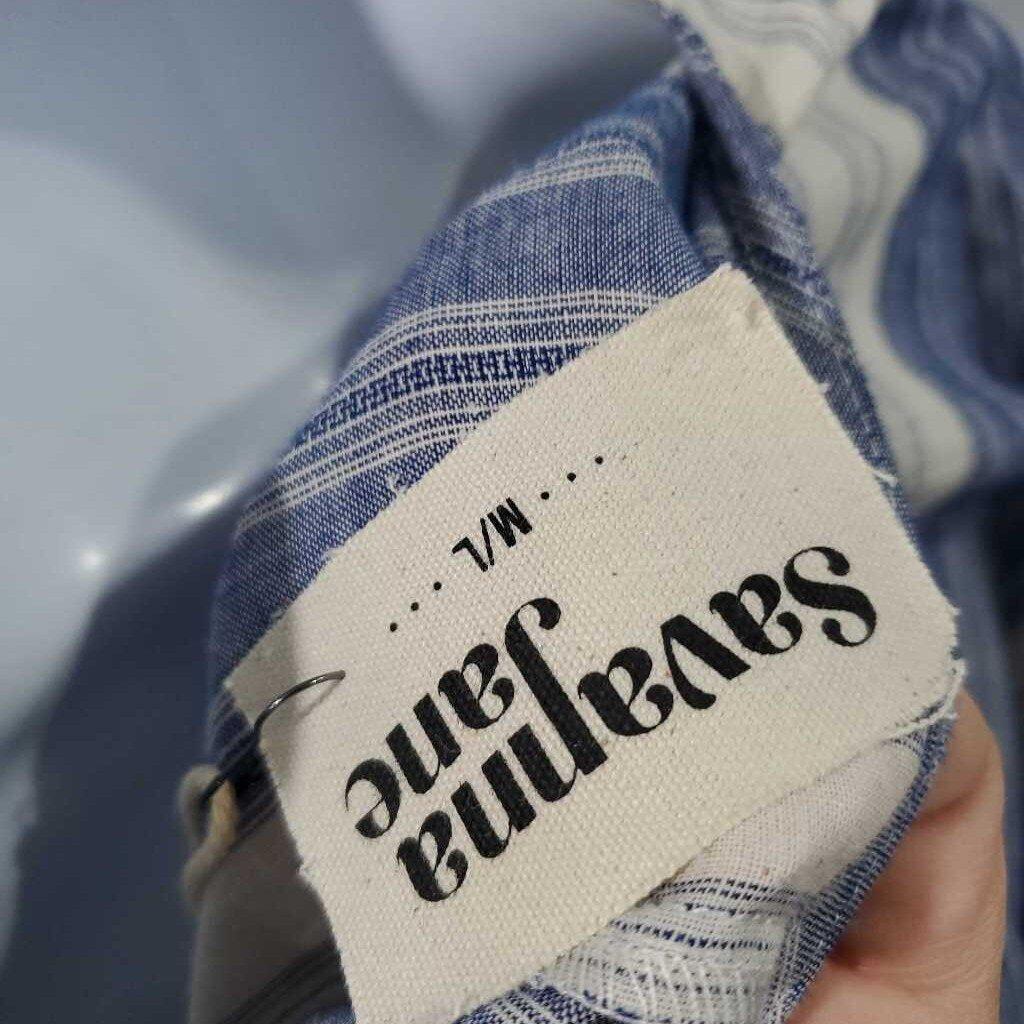 Savanna
Jane
. . . M/L . . .